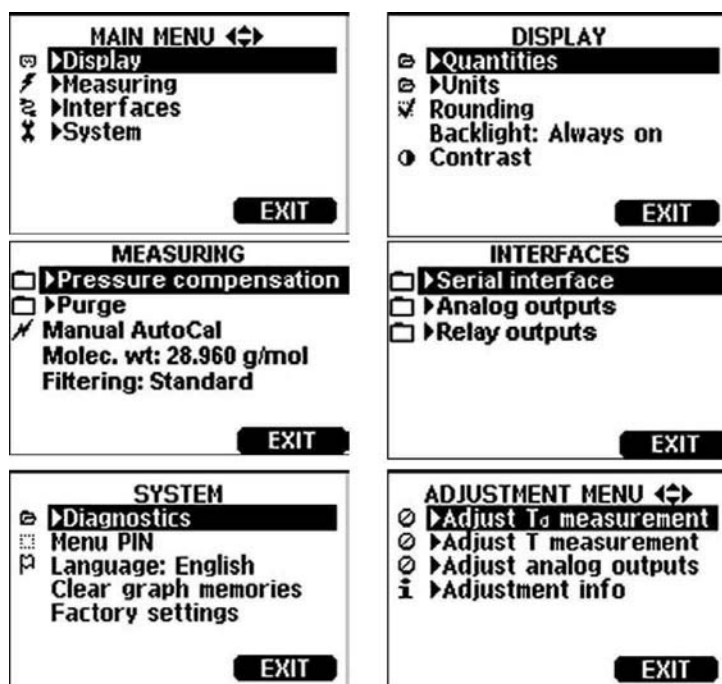 MAIN MENU
Display
Measuring
Interfaces
System
EXIT
DISPLAY
Quantities
Units
Rounding
Backlight: Always on
Contrast
EXIT
MEASURING
Pressure compensation
Purge
Manual AutoCal
Molec. wt: 28.960 g/mol
Filtering: Standard
EXIT
INTERFACES
Serial interface
Analog outputs
Relay outputs
EXIT
SYSTEM
Diagnostics
Menu PIN
Language: English
Clear graph memories
Factory settings
EXIT
ADJUSTMENT MENU
Adjust Td measurement
Adjust T measurement
Adjust analog outputs
Adjustment info
EXIT